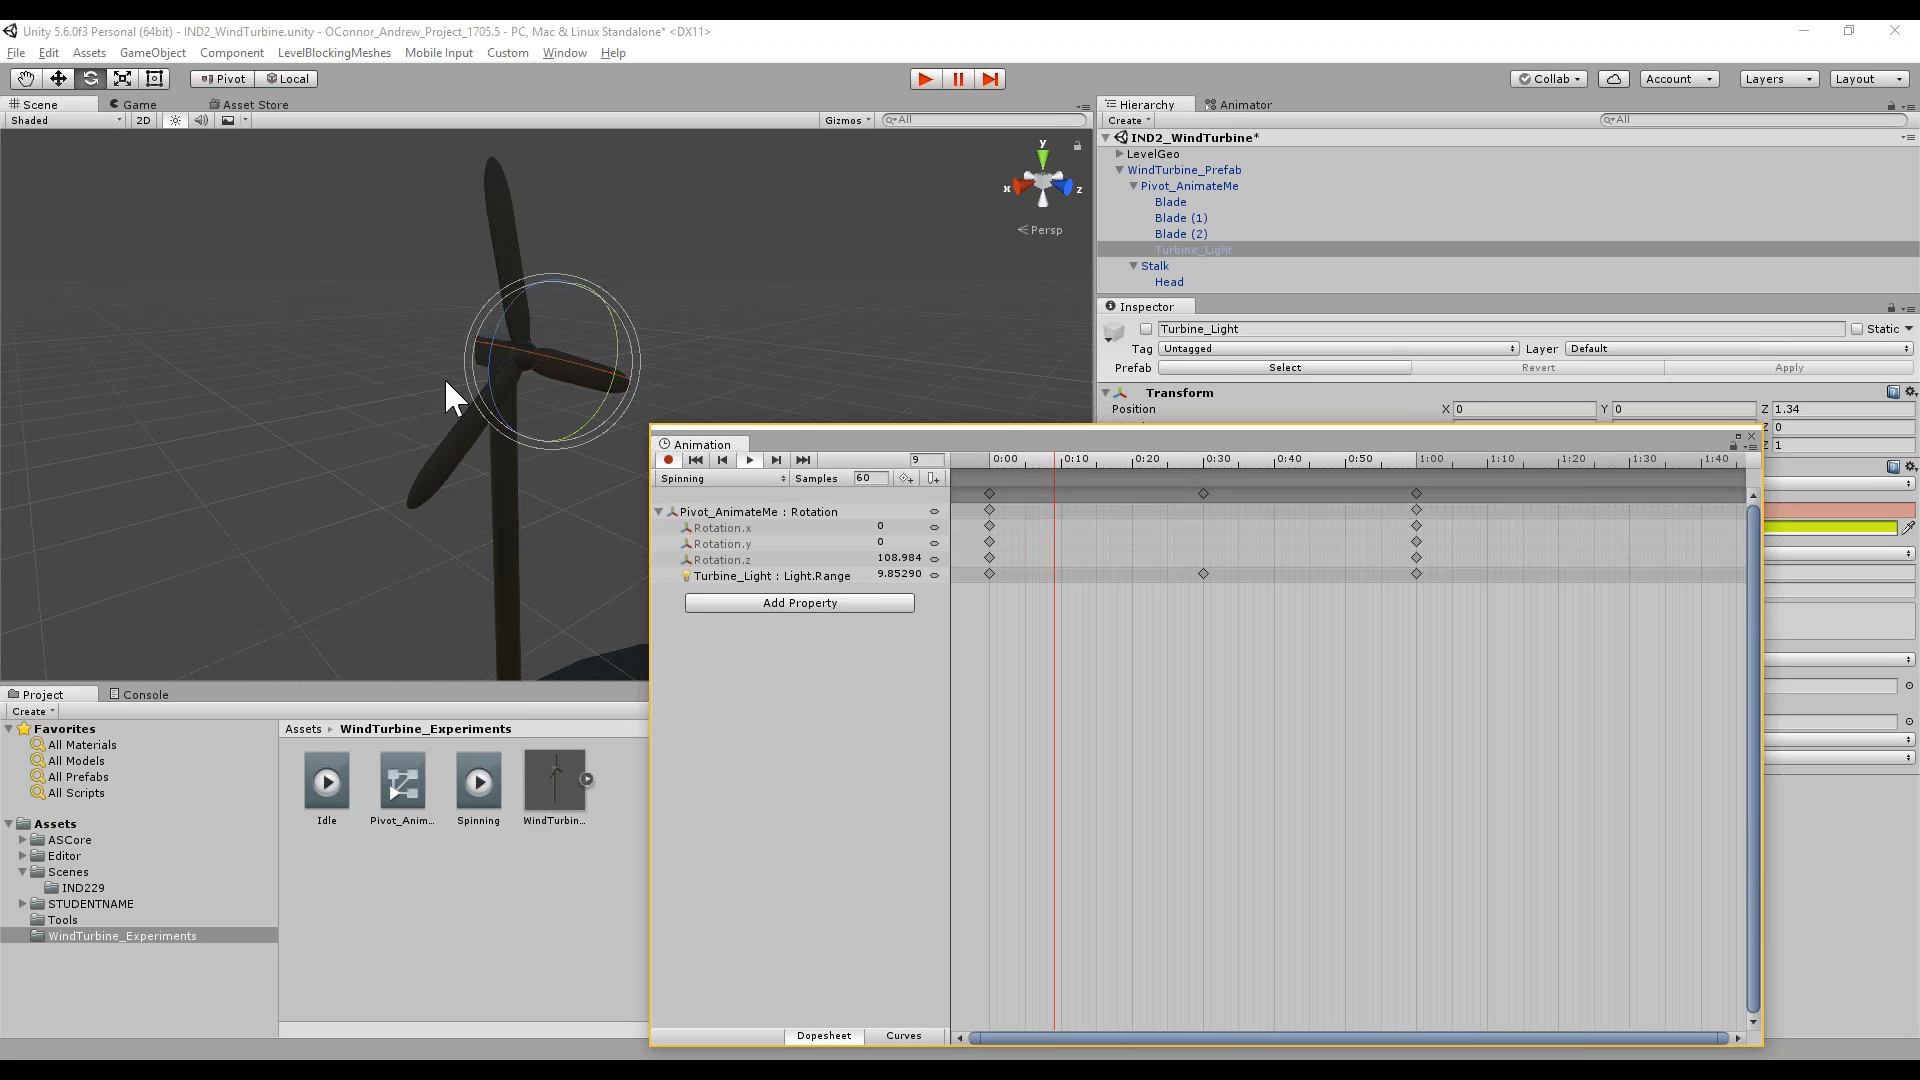 Unity 5.6.0f3 Personal (64bit) - IND2_WindTurbine.unity - OConnor_Andrew_Project_1705.5 - PC, Mac & Linux Standalone* <DX11>
File Edit Assets GameObject Component LevelBlockingMeshes Mobile Input Custom Window Help
Pivot Local Collab Account Layers Layout
Scene Game Asset Store
Shaded 2D Gizmos All
y
x z
Persp
Hierarchy Animator
Create All
IND2_WindTurbine*
LevelGeo
WindTurbine_Prefab
Pivot_AnimateMe
Blade
Blade (1)
Blade (2)
Turbine_Light
Stalk
Head
Inspector
Turbine_Light Static
Tag Untagged Layer Default
Prefab Select Revert Apply
Transform
Position X 0 Y 0 Z 1.34
Z 0
Z 1
Animation
9 0:00 0:10 0:20 0:30 0:40 0:50 1:00 1:10 1:20 1:30 1:40
Spinning Samples 60
Pivot_AnimateMe : Rotation
Rotation.x 0
Rotation.y 0
Rotation.z 108.984
Turbine_Light : Light.Range 9.85290
Add Property
Dopesheet Curves
Project Console
Create
Favorites
All Materials
All Models
All Prefabs
All Scripts
Assets
ASCore
Editor
Scenes
IND229
STUDENTNAME
Tools
WindTurbine_Experiments
Assets WindTurbine_Experiments
Idle Pivot_Anim... Spinning WindTurbin...